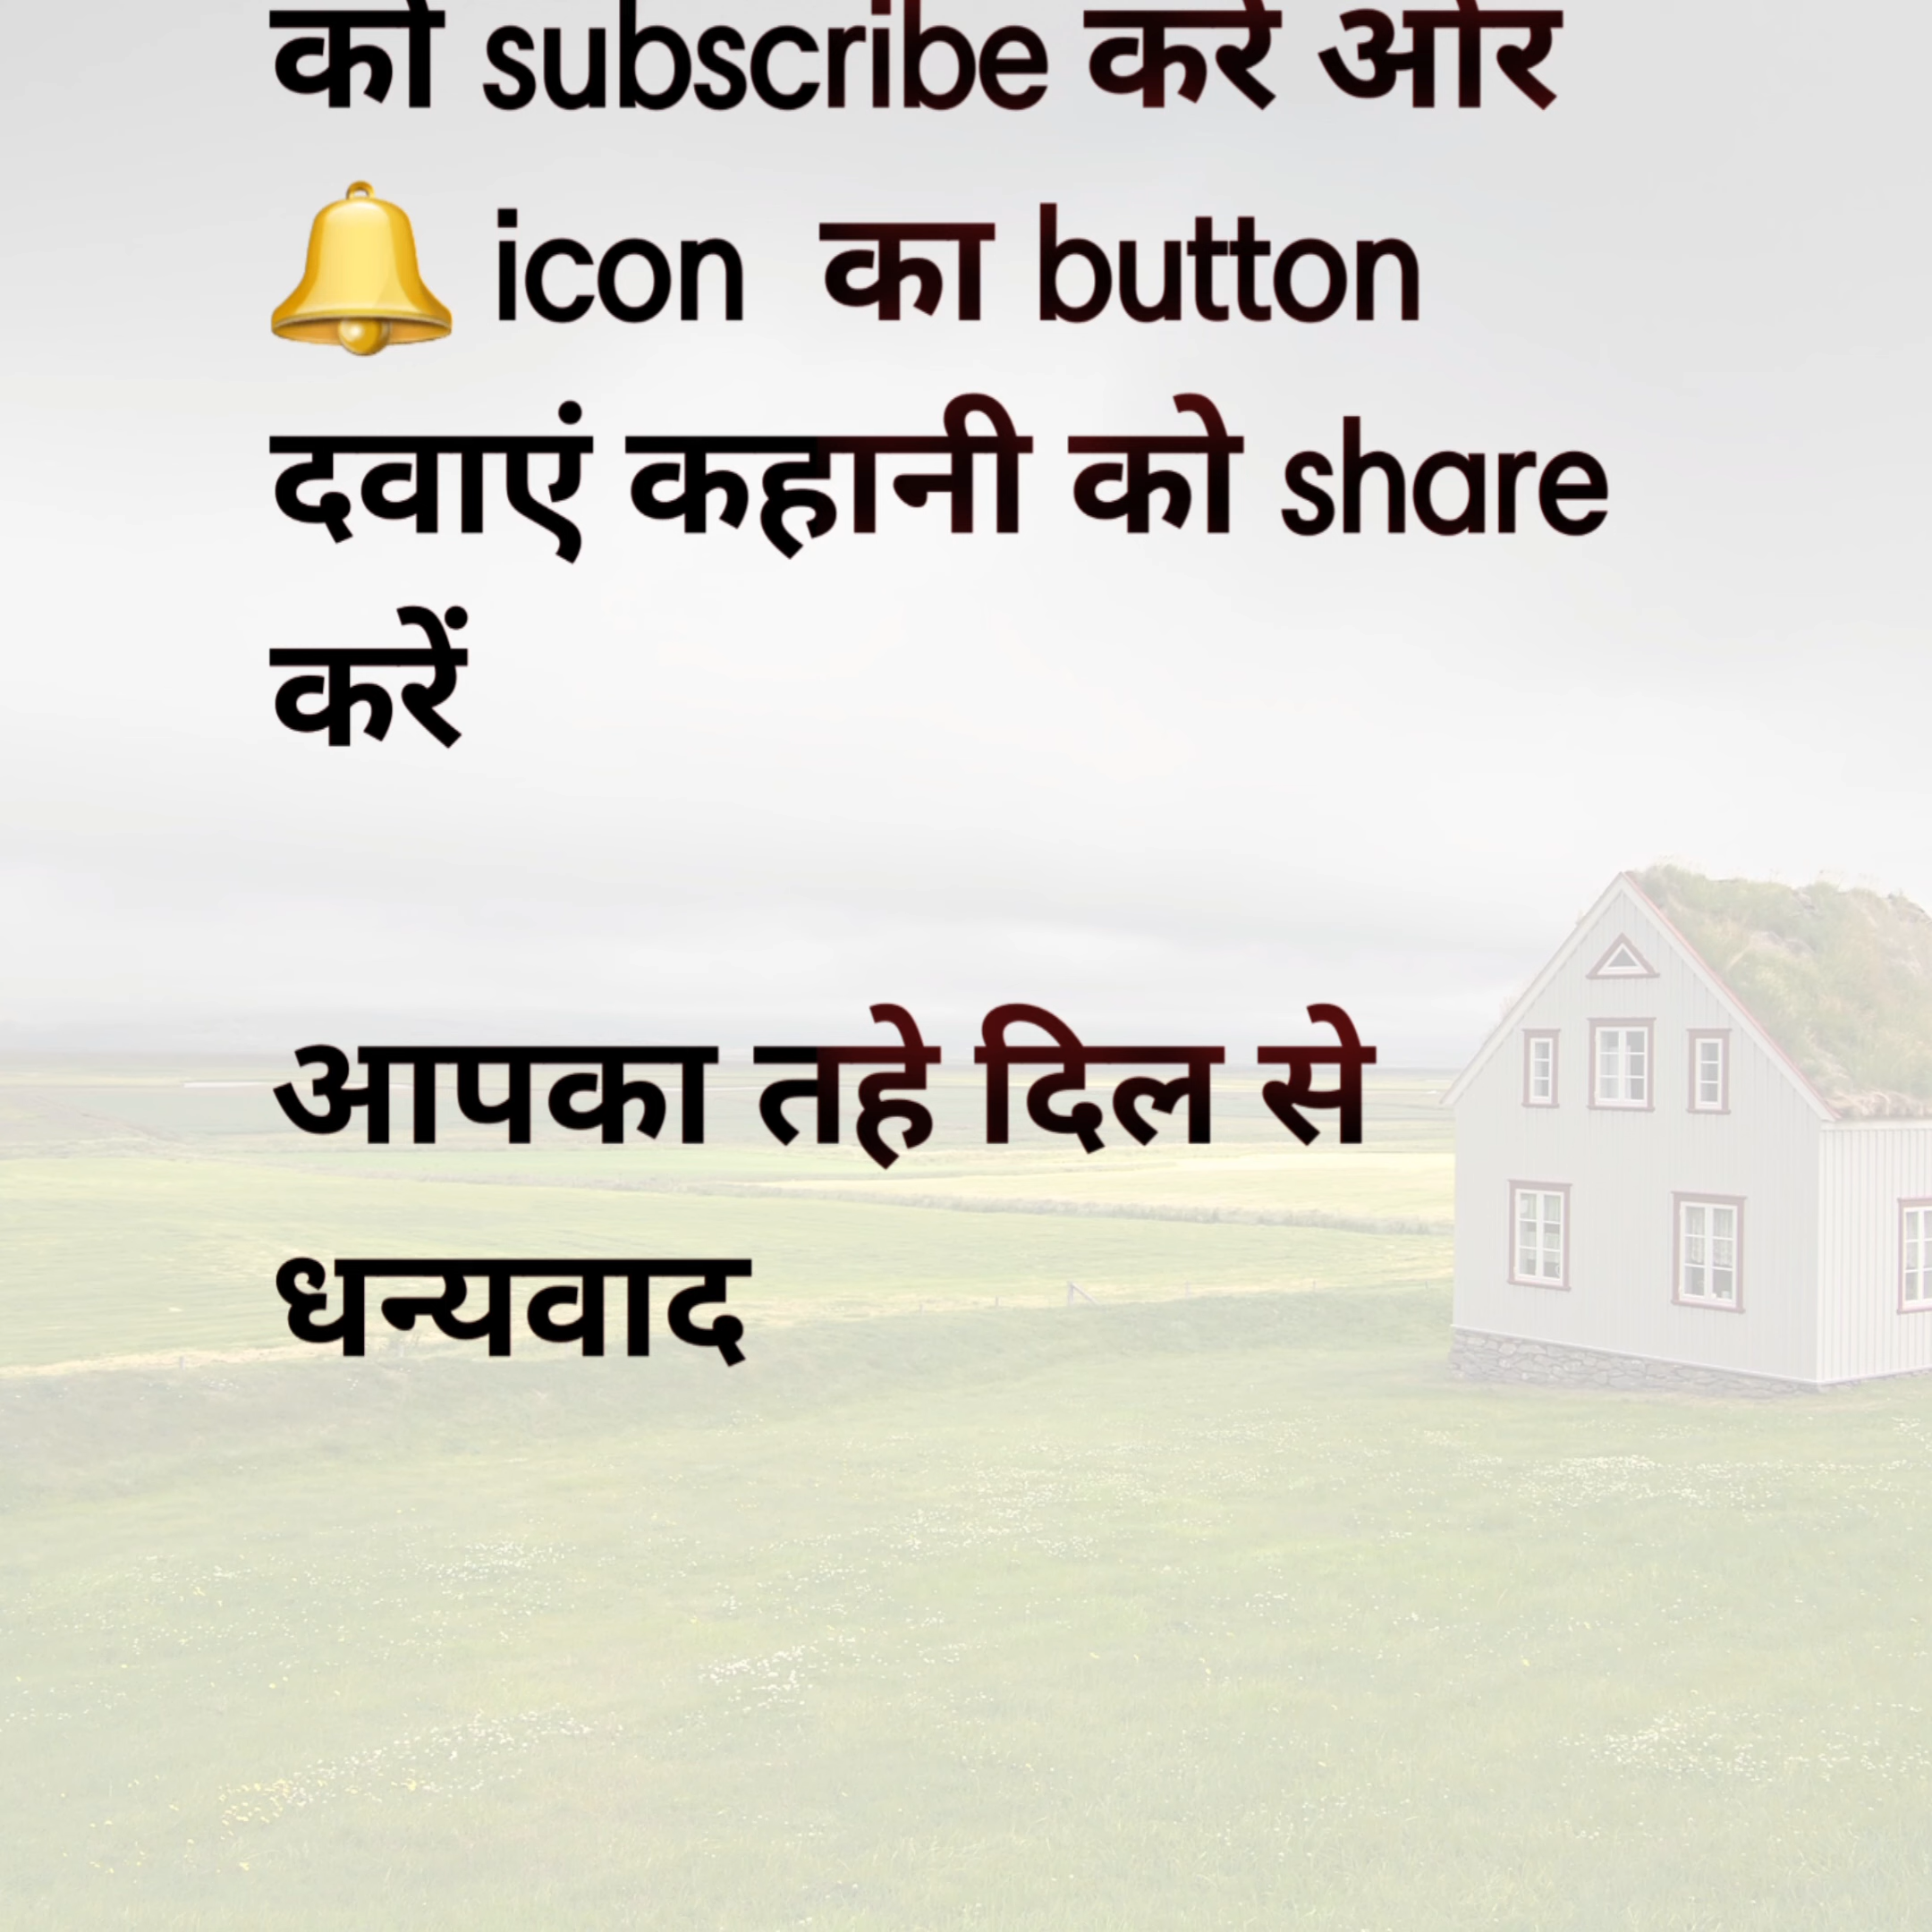 को subscribe करें और
🔔 icon का button
दवाएं कहानी को share
करें
आपका तहे दिल से
धन्यवाद